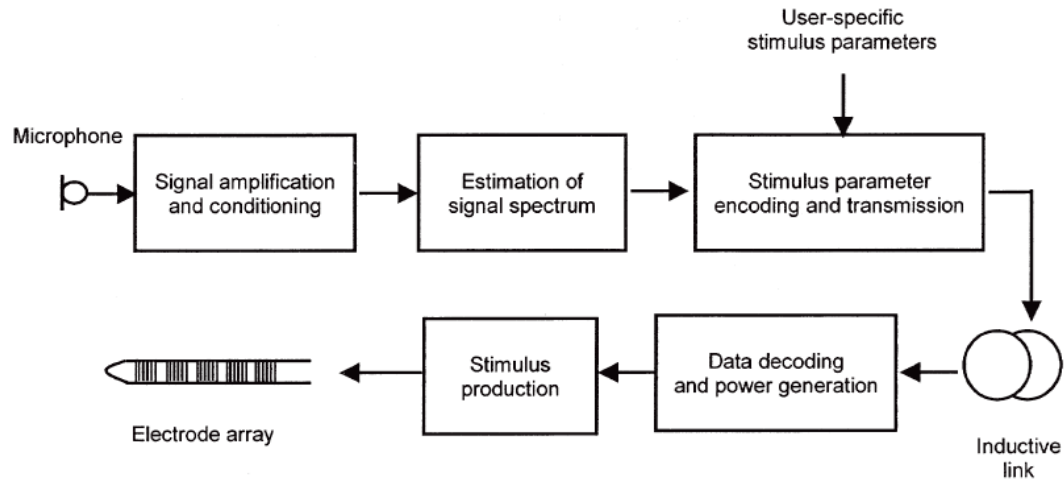 User-specific
stimulus parameters
Microphone
Signal amplification
and conditioning
Estimation of
signal spectrum
Stimulus parameter
encoding and transmission
Electrode array
Stimulus
production
Data decoding
and power generation
Inductive
link